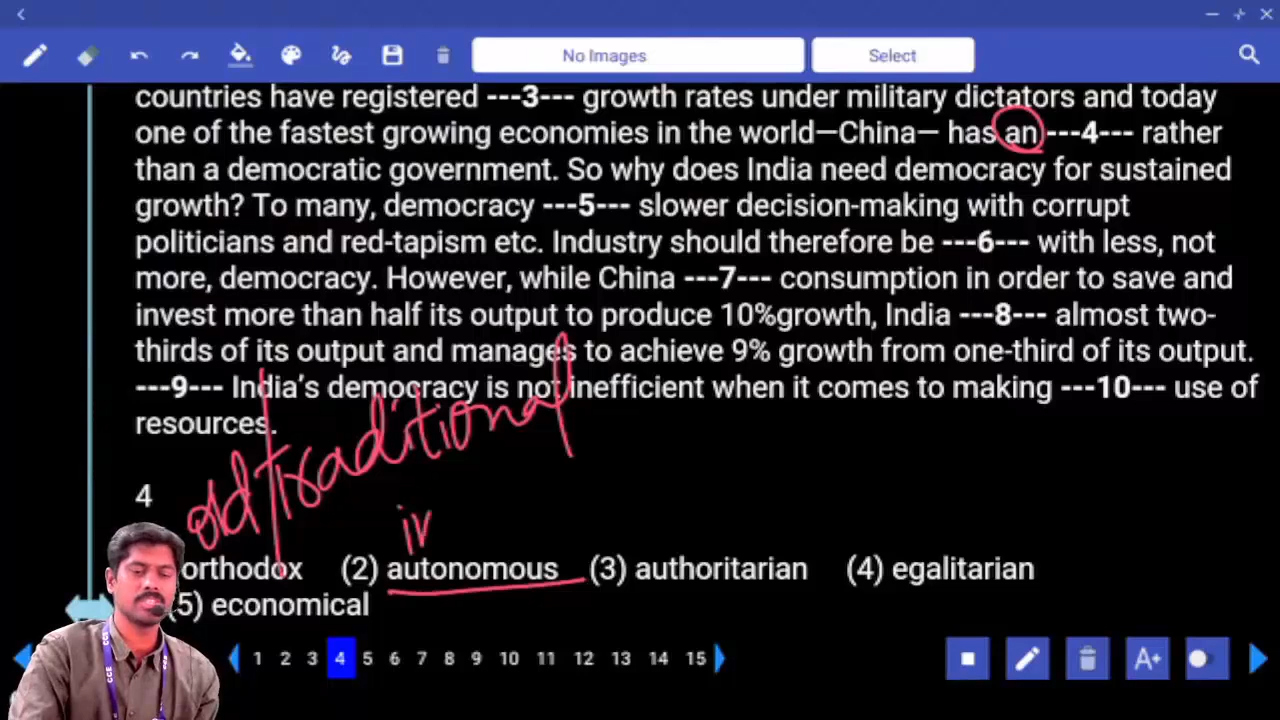 No Images
Select
countries have registered ---3--- growth rates under military dictators and today
one of the fastest growing economies in the world—China— has an ---4--- rather
than a democratic government. So why does India need democracy for sustained
growth? To many, democracy ---5--- slower decision-making with corrupt
politicians and red-tapism etc. Industry should therefore be ---6--- with less, not
more, democracy. However, while China ---7--- consumption in order to save and
invest more than half its output to produce 10%growth, India ---8--- almost two-
thirds of its output and manages to achieve 9% growth from one-third of its output.
---9--- India’s democracy is not inefficient when it comes to making ---10--- use of
resources.
old/traditional
4
orthodox (2) autonomous (3) authoritarian (4) egalitarian
(5) economical
CCE
1 2 3 4 5 6 7 8 9 10 11 12 13 14 15
A+